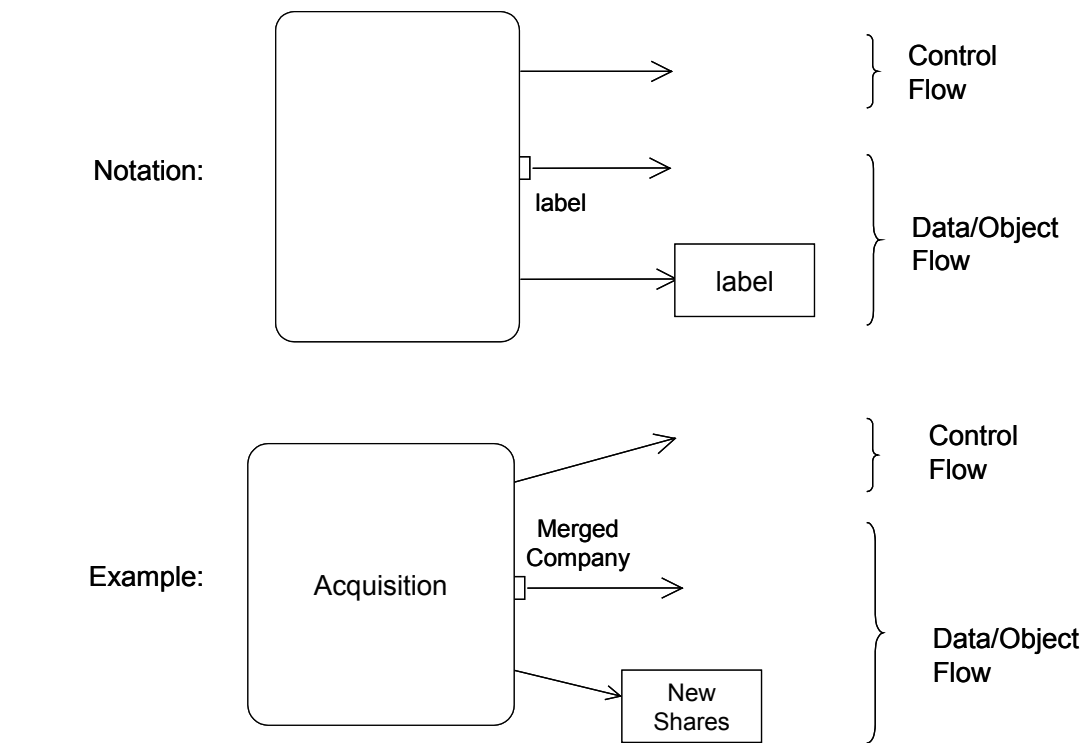 Control
Flow
Notation:
label
Data/Object
Flow
label
Control
Flow
Merged
Company
Example:
Acquisition
Data/Object
Flow
New
Shares